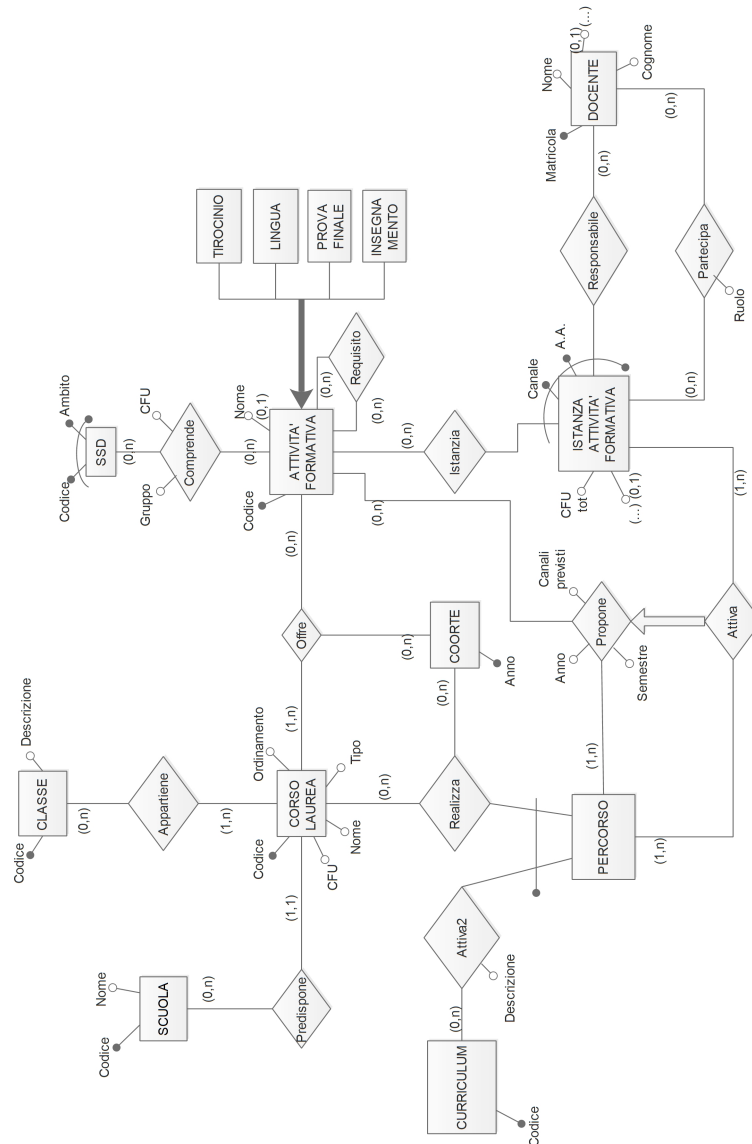 Codice
Nome
SCUOLA
(0,n)
Predispone
(1,1)
Codice
Descrizione
CLASSE
(0,n)
Appartiene
(1,n)
Codice
Ordinamento
CORSO
LAUREA
CFU
Nome
Tipo
(1,n)
Offre
(0,n)
Codice
Ambito
SSD
(0,n)
Gruppo
CFU
Comprende
(0,n)
Codice
Nome
(0,1)
ATTIVITA'
FORMATIVA
TIROCINIO
LINGUA
PROVA
FINALE
INSEGNA
MENTO
(0,n)
Requisito
(0,n)
CURRICULUM
Codice
(0,n)
Attiva2
Descrizione
(0,n)
Realizza
(0,n)
COORTE
Anno
(0,n)
(0,n)
Istanzia
(0,n)
PERCORSO
(1,n)
(1,n)
Anno
Propone
Semestre
Canali
previsti
Attiva
(1,n)
CFU
tot
(...)
(0,1)
ISTANZA
ATTIVITA'
FORMATIVA
Canale
A.A.
(0,n)
Responsabile
(0,n)
Partecipa
Ruolo
(0,n)
Matricola
Nome
(0,1)
(...)
DOCENTE
Cognome
(0,n)